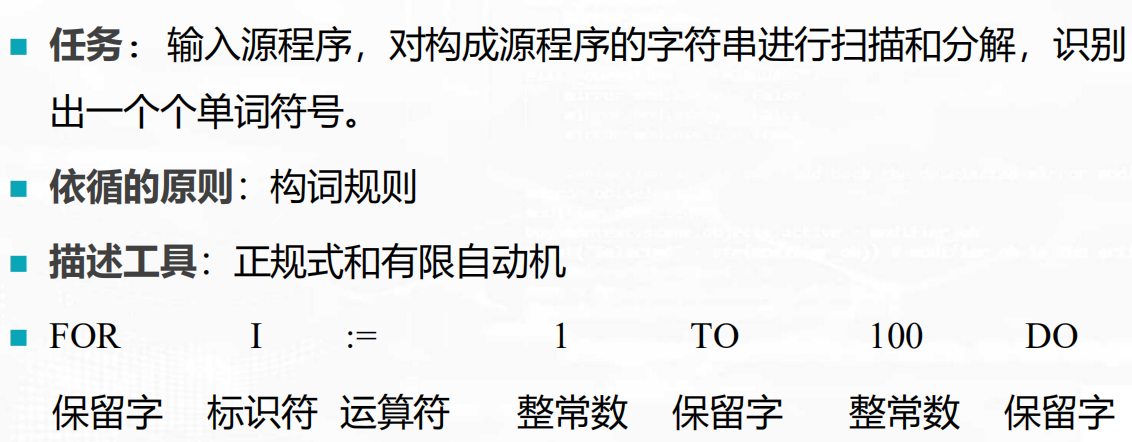 任务： 输入源程序，对构成源程序的字符串进行扫描和分解，识别
出一个个单词符号。
依循的原则：构词规则
描述工具：正规式和有限自动机
FOR I := 1 TO 100 DO
保留字 标识符 运算符 整常数 保留字 整常数 保留字